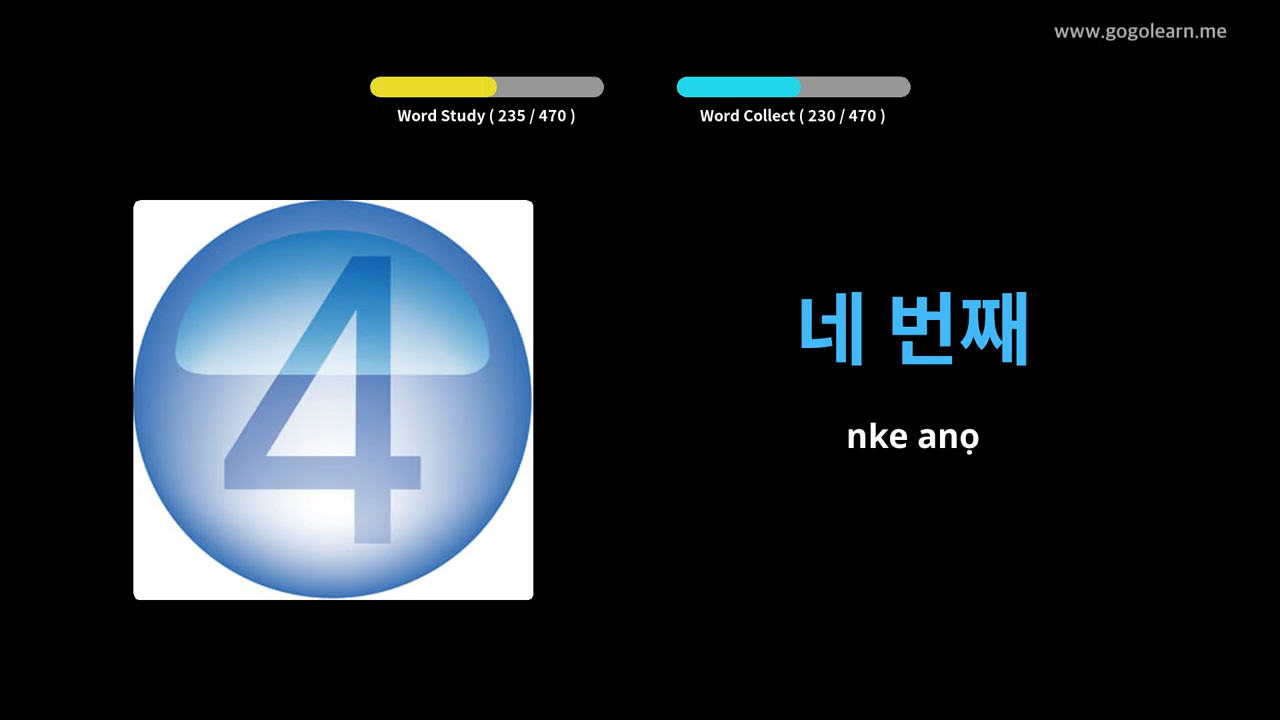 www.gogolearn.me
Word Study ( 235 / 470 )
Word Collect ( 230 / 470 )
4
네 번째
nke anọ